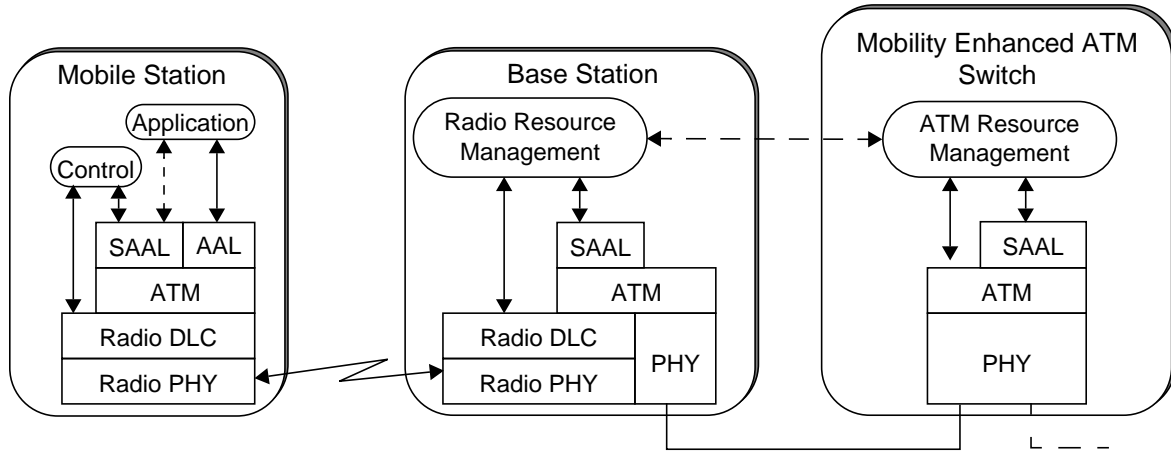 Mobile Station
Application
Control
SAAL
AAL
ATM
Radio DLC
Radio PHY
Base Station
Radio Resource
Management
SAAL
ATM
Radio DLC
PHY
Radio PHY
Mobility Enhanced ATM
Switch
ATM Resource
Management
SAAL
ATM
PHY